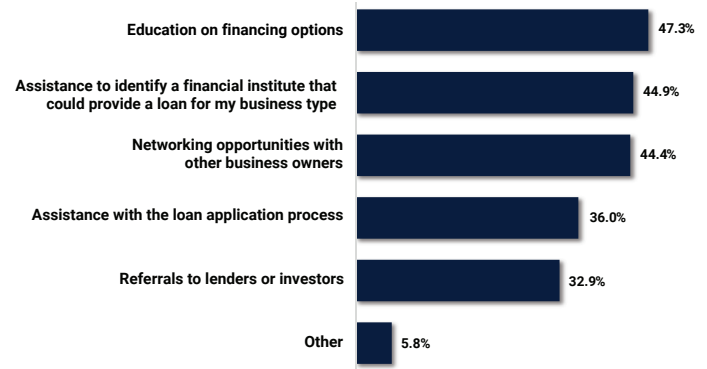 Education on financing options
47.3%
Assistance to identify a financial institute that
could provide a loan for my business type
44.9%
Networking opportunities with
other business owners
44.4%
Assistance with the loan application process
36.0%
Referrals to lenders or investors
32.9%
Other
5.8%